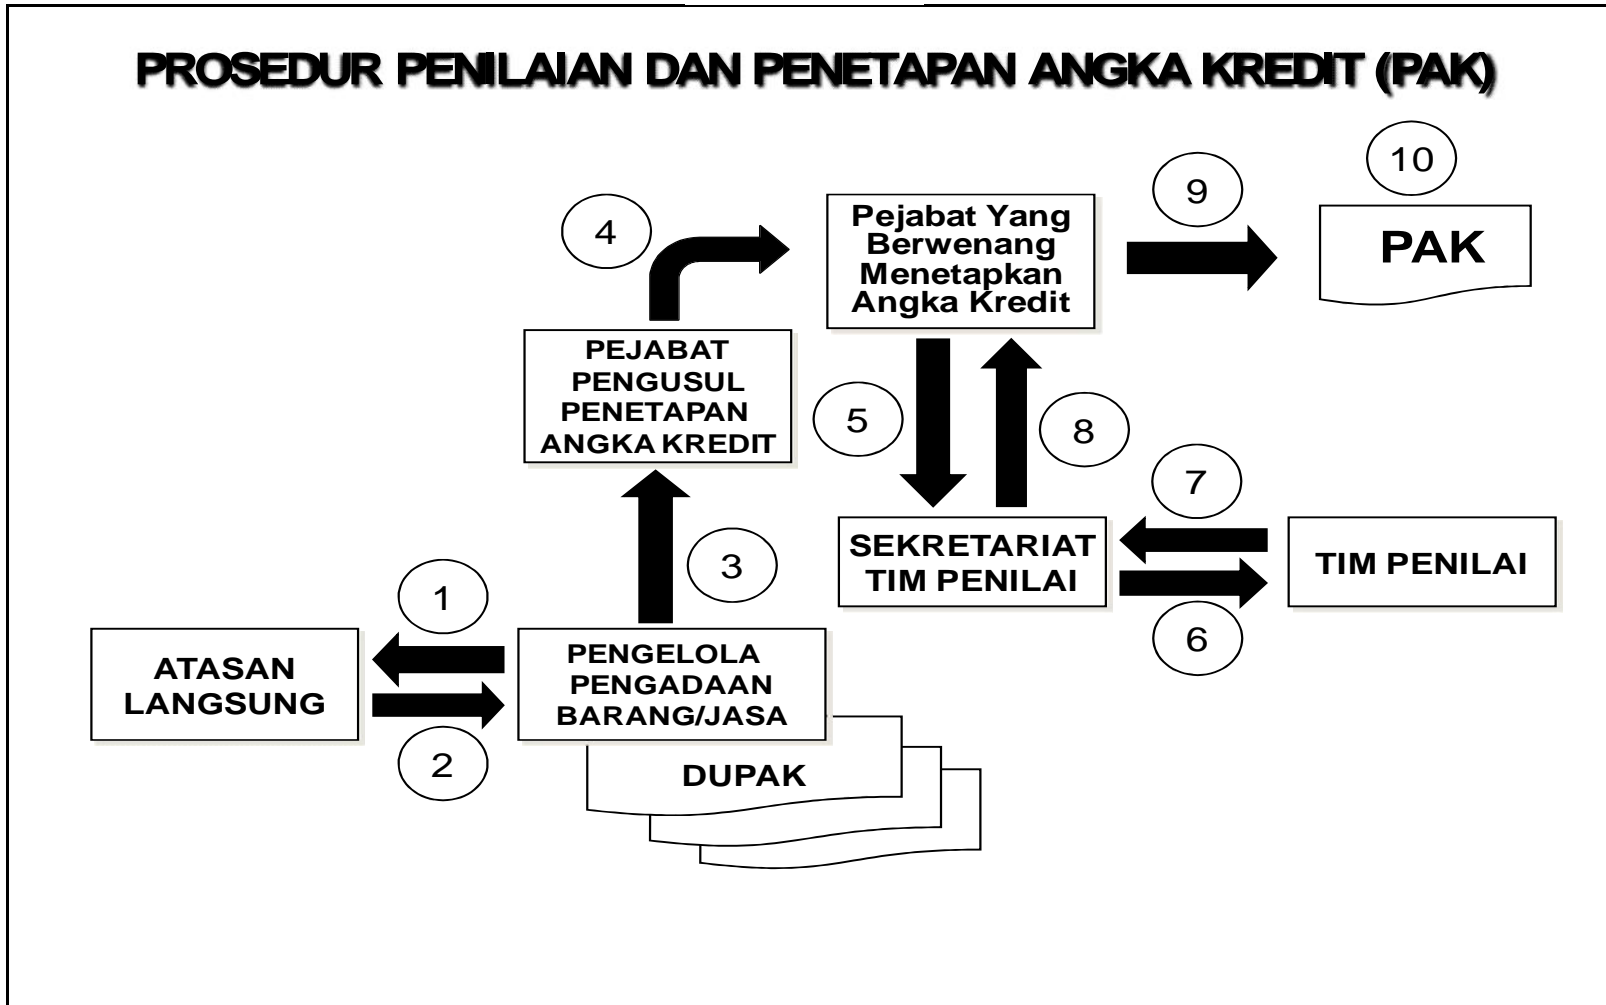 PROSEDUR PENILAIAN DAN PENETAPAN ANGKA KREDIT (PAK)
10
PAK
9
4
Pejabat Yang
Berwenang
Menetapkan
Angka Kredit
PEJABAT
PENGUSUL
PENETAPAN
ANGKA KREDIT
5
8
7
SEKRETARIAT
TIM PENILAI
TIM PENILAI
6
3
1
ATASAN
LANGSUNG
PENGELOLA
PENGADAAN
BARANG/JASA
2
DUPAK